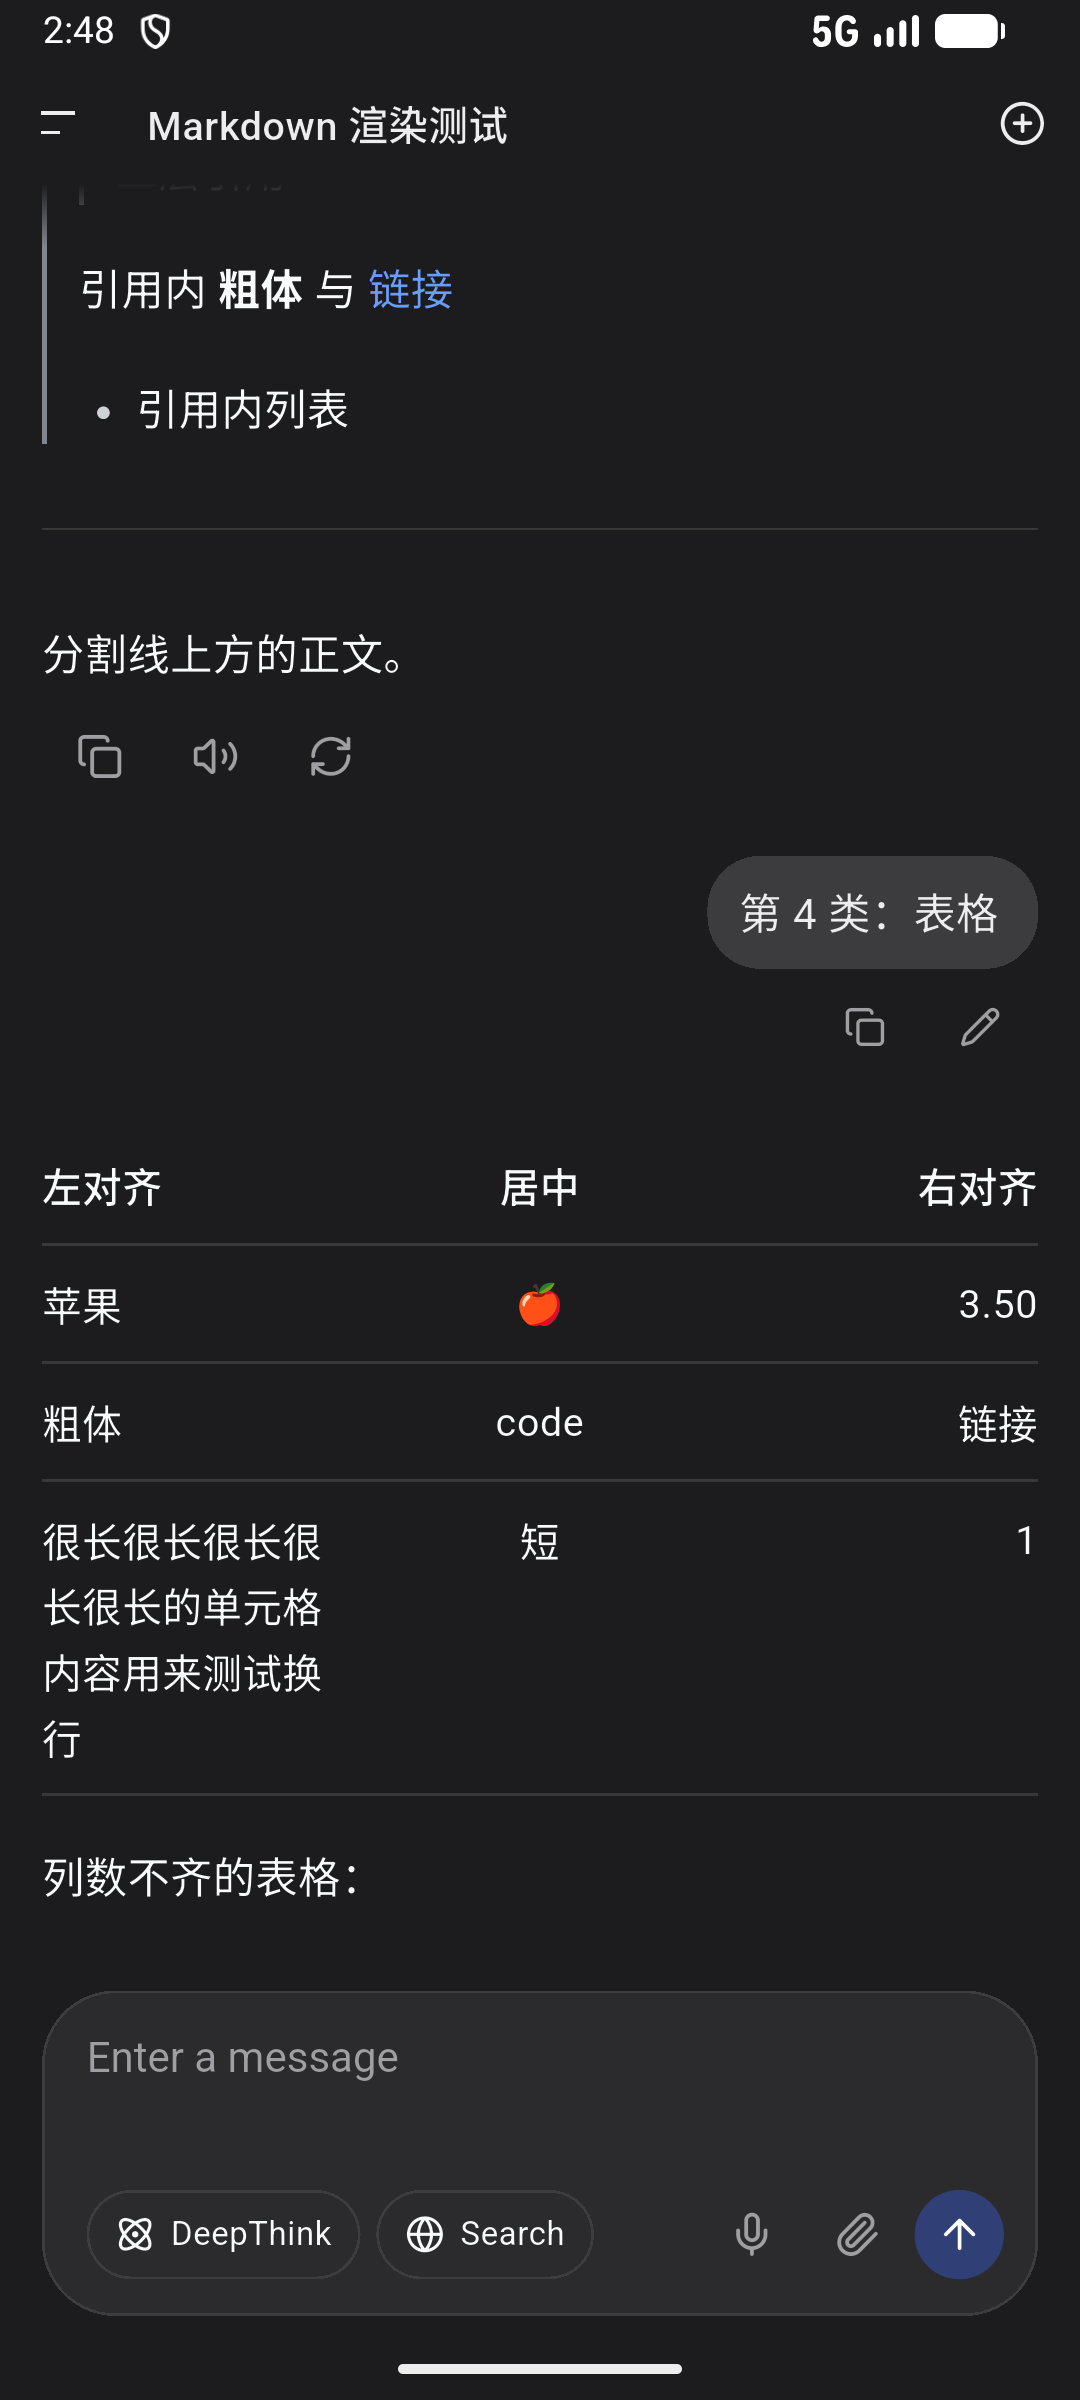 2:48
5G
Markdown 渲染测试
引用内 粗体 与 链接
• 引用内列表
分割线上方的正文。
第 4 类：表格
左对齐 居中 右对齐
苹果 🍎 3.50
粗体 code 链接
很长很长很长很 短 1
长很长的单元格
内容用来测试换
行
列数不齐的表格：
Enter a message
DeepThink Search